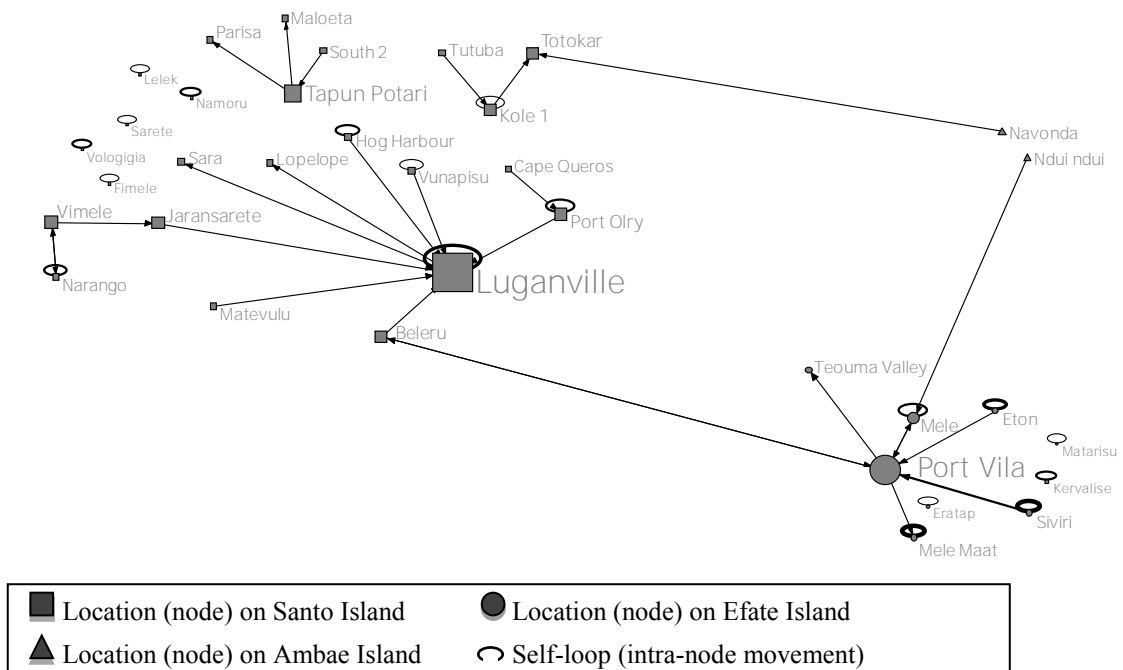 Maloeta
Parisa
South 2
Tutuba
Totokar
Lelek
Tapun Potari
Namoru
Kole 1
Sarete
Navonda
Hog Harbour
Vologigia
Sara
Lopelope
Cape Queros
Ndui ndui
Vunapisu
Fimele
Vimele
Jaransarete
Port Olry
Narango
Luganville
Matevulu
Beleru
Teouma Valley
Mele
Eton
Matarisu
Port Vila
Kervalise
Eratap
Siviri
Mele Maat
Location (node) on Santo Island
Location (node) on Efate Island
Location (node) on Ambae Island
Self-loop (intra-node movement)